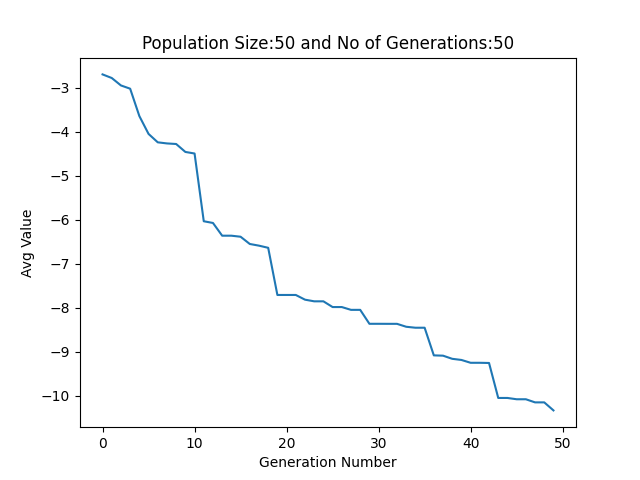 Population Size:50 and No of Generations:50
−3
−4
−5
−6
−7
−8
−9
−10
Avg Value
0 10 20 30 40 50
Generation Number